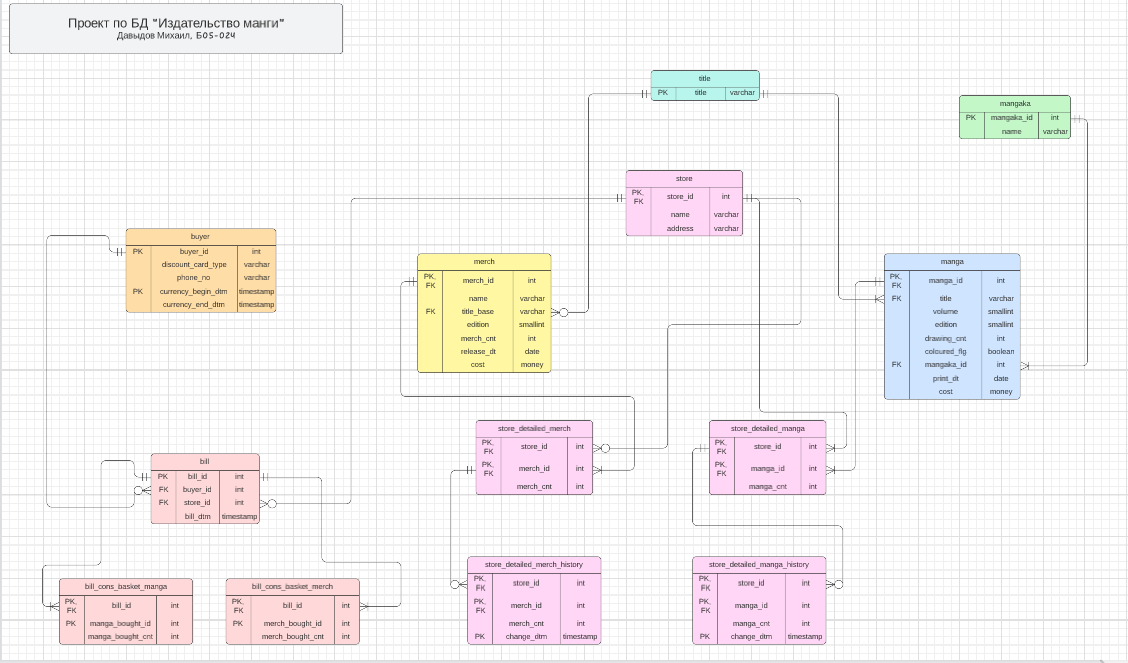 Проект по БД "Издательство манги"
Давыдов Михаил, Б05-024
title
PK title varchar
mangaka
PK mangaka_id int
name varchar
store
PK, FK store_id int
name varchar
address varchar
buyer
PK buyer_id int
discount_card_type varchar
phone_no varchar
PK currency_begin_dtm timestamp
currency_end_dtm timestamp
merch
PK, FK merch_id int
name varchar
FK title_base varchar
edition smallint
merch_cnt int
release_dt date
cost money
manga
PK, FK manga_id int
FK title varchar
volume smallint
edition smallint
drawing_cnt int
coloured_flg boolean
FK mangaka_id int
print_dt date
cost money
store_detailed_merch
PK, FK store_id int
PK, FK merch_id int
merch_cnt int
store_detailed_manga
PK, FK store_id int
PK, FK manga_id int
manga_cnt int
bill
PK bill_id int
FK buyer_id int
FK store_id int
bill_dtm timestamp
bill_cons_basket_manga
PK, FK bill_id int
PK manga_bought_id int
manga_bought_cnt int
bill_cons_basket_merch
PK, FK bill_id int
PK merch_bought_id int
merch_bought_cnt int
store_detailed_merch_history
PK, FK store_id int
PK, FK merch_id int
merch_cnt int
PK change_dtm timestamp
store_detailed_manga_history
PK, FK store_id int
PK, FK manga_id int
manga_cnt int
PK change_dtm timestamp